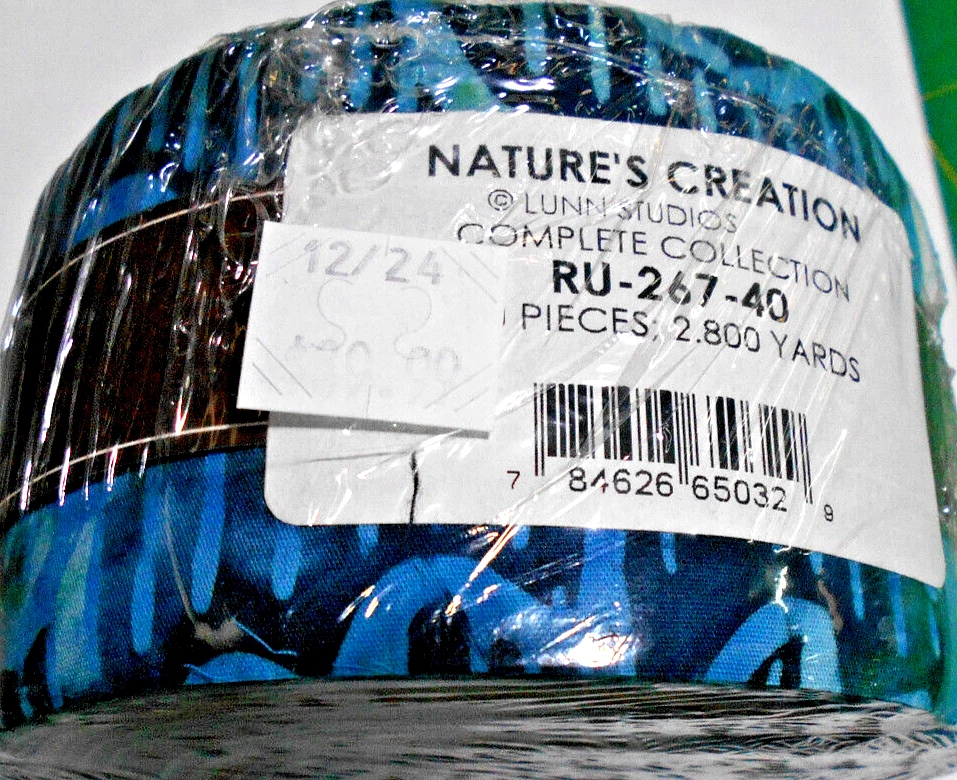 NATURE'S CREATION
© LUNN STUDIOS
COMPLETE COLLECTION
RU-267-40
PIECES: 2.800 YARDS
12/24
7 84626 65032 9